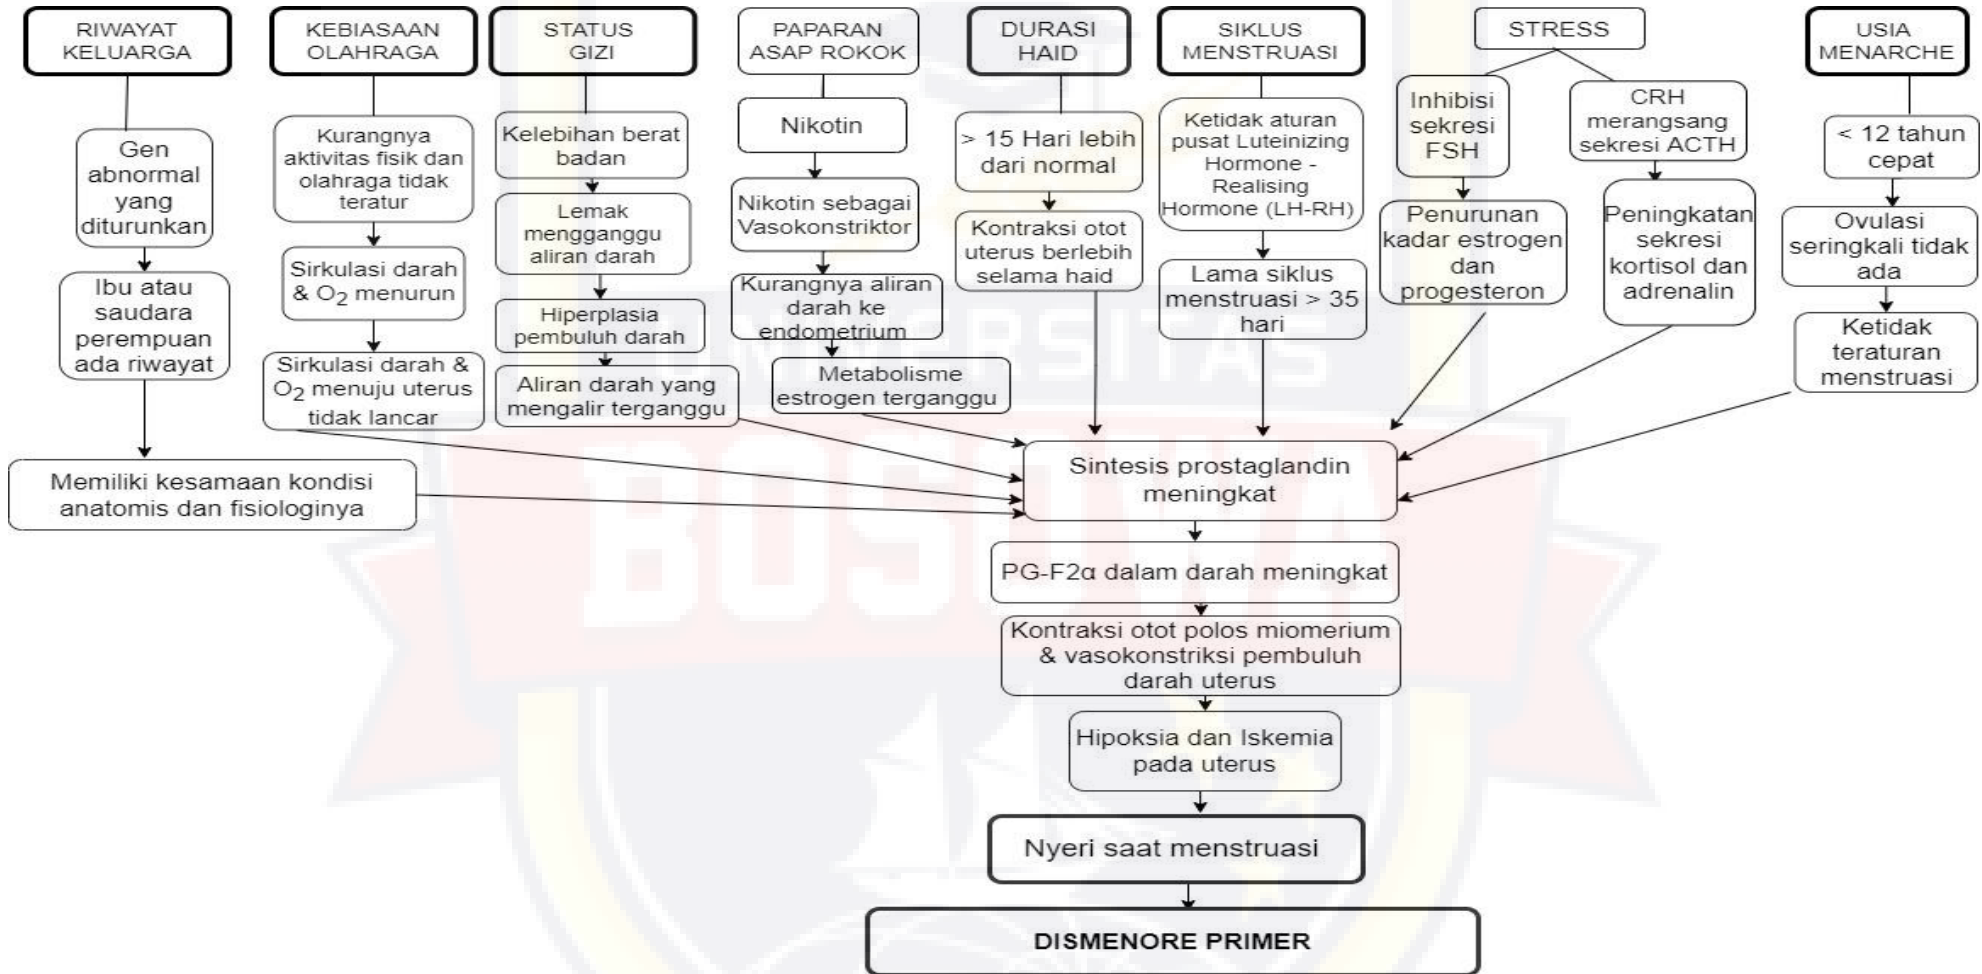 RIWAYAT
KELUARGA
KEBIASAAN
OLAHRAGA
STATUS
GIZI
PAPARAN
ASAP ROKOK
DURASI
HAID
SIKLUS
MENSTRUASI
STRESS
USIA
MENARCHE
Gen
abnormal
yang
diturunkan
Ibu atau
saudara
perempuan
ada riwayat
Memiliki kesamaan kondisi
anatomis dan fisiologinya
Kurangnya
aktivitas fisik dan
olahraga tidak
teratur
Sirkulasi darah
& O2 menurun
Sirkulasi darah &
O2 menuju uterus
tidak lancar
Kelebihan berat
badan
Lemak
mengganggu
aliran darah
Hiperplasia
pembuluh darah
Aliran darah yang
mengalir terganggu
Nikotin
Nikotin sebagai
Vasokonstriktor
Kurangnya aliran
darah ke
endometrium
Metabolisme
estrogen terganggu
> 15 Hari lebih
dari normal
Kontraksi otot
uterus berlebih
selama haid
Ketidak aturan
pusat Luteinizing
Hormone -
Realising
Hormone (LH-RH)
Lama siklus
menstruasi > 35
hari
Inhibisi
sekresi
FSH
Penurunan
kadar estrogen
dan
progesteron
CRH
merangsang
sekresi ACTH
Peningkatan
sekresi
kortisol dan
adrenalin
< 12 tahun
cepat
Ovulasi
seringkali tidak
ada
Ketidak
teraturan
menstruasi
Sintesis prostaglandin
meningkat
PG-F2α dalam darah meningkat
Kontraksi otot polos miomerium
& vasokonstriksi pembuluh
darah uterus
Hipoksia dan Iskemia
pada uterus
Nyeri saat menstruasi
DISMENORE PRIMER
UNIVERSITAS
BOSOWA